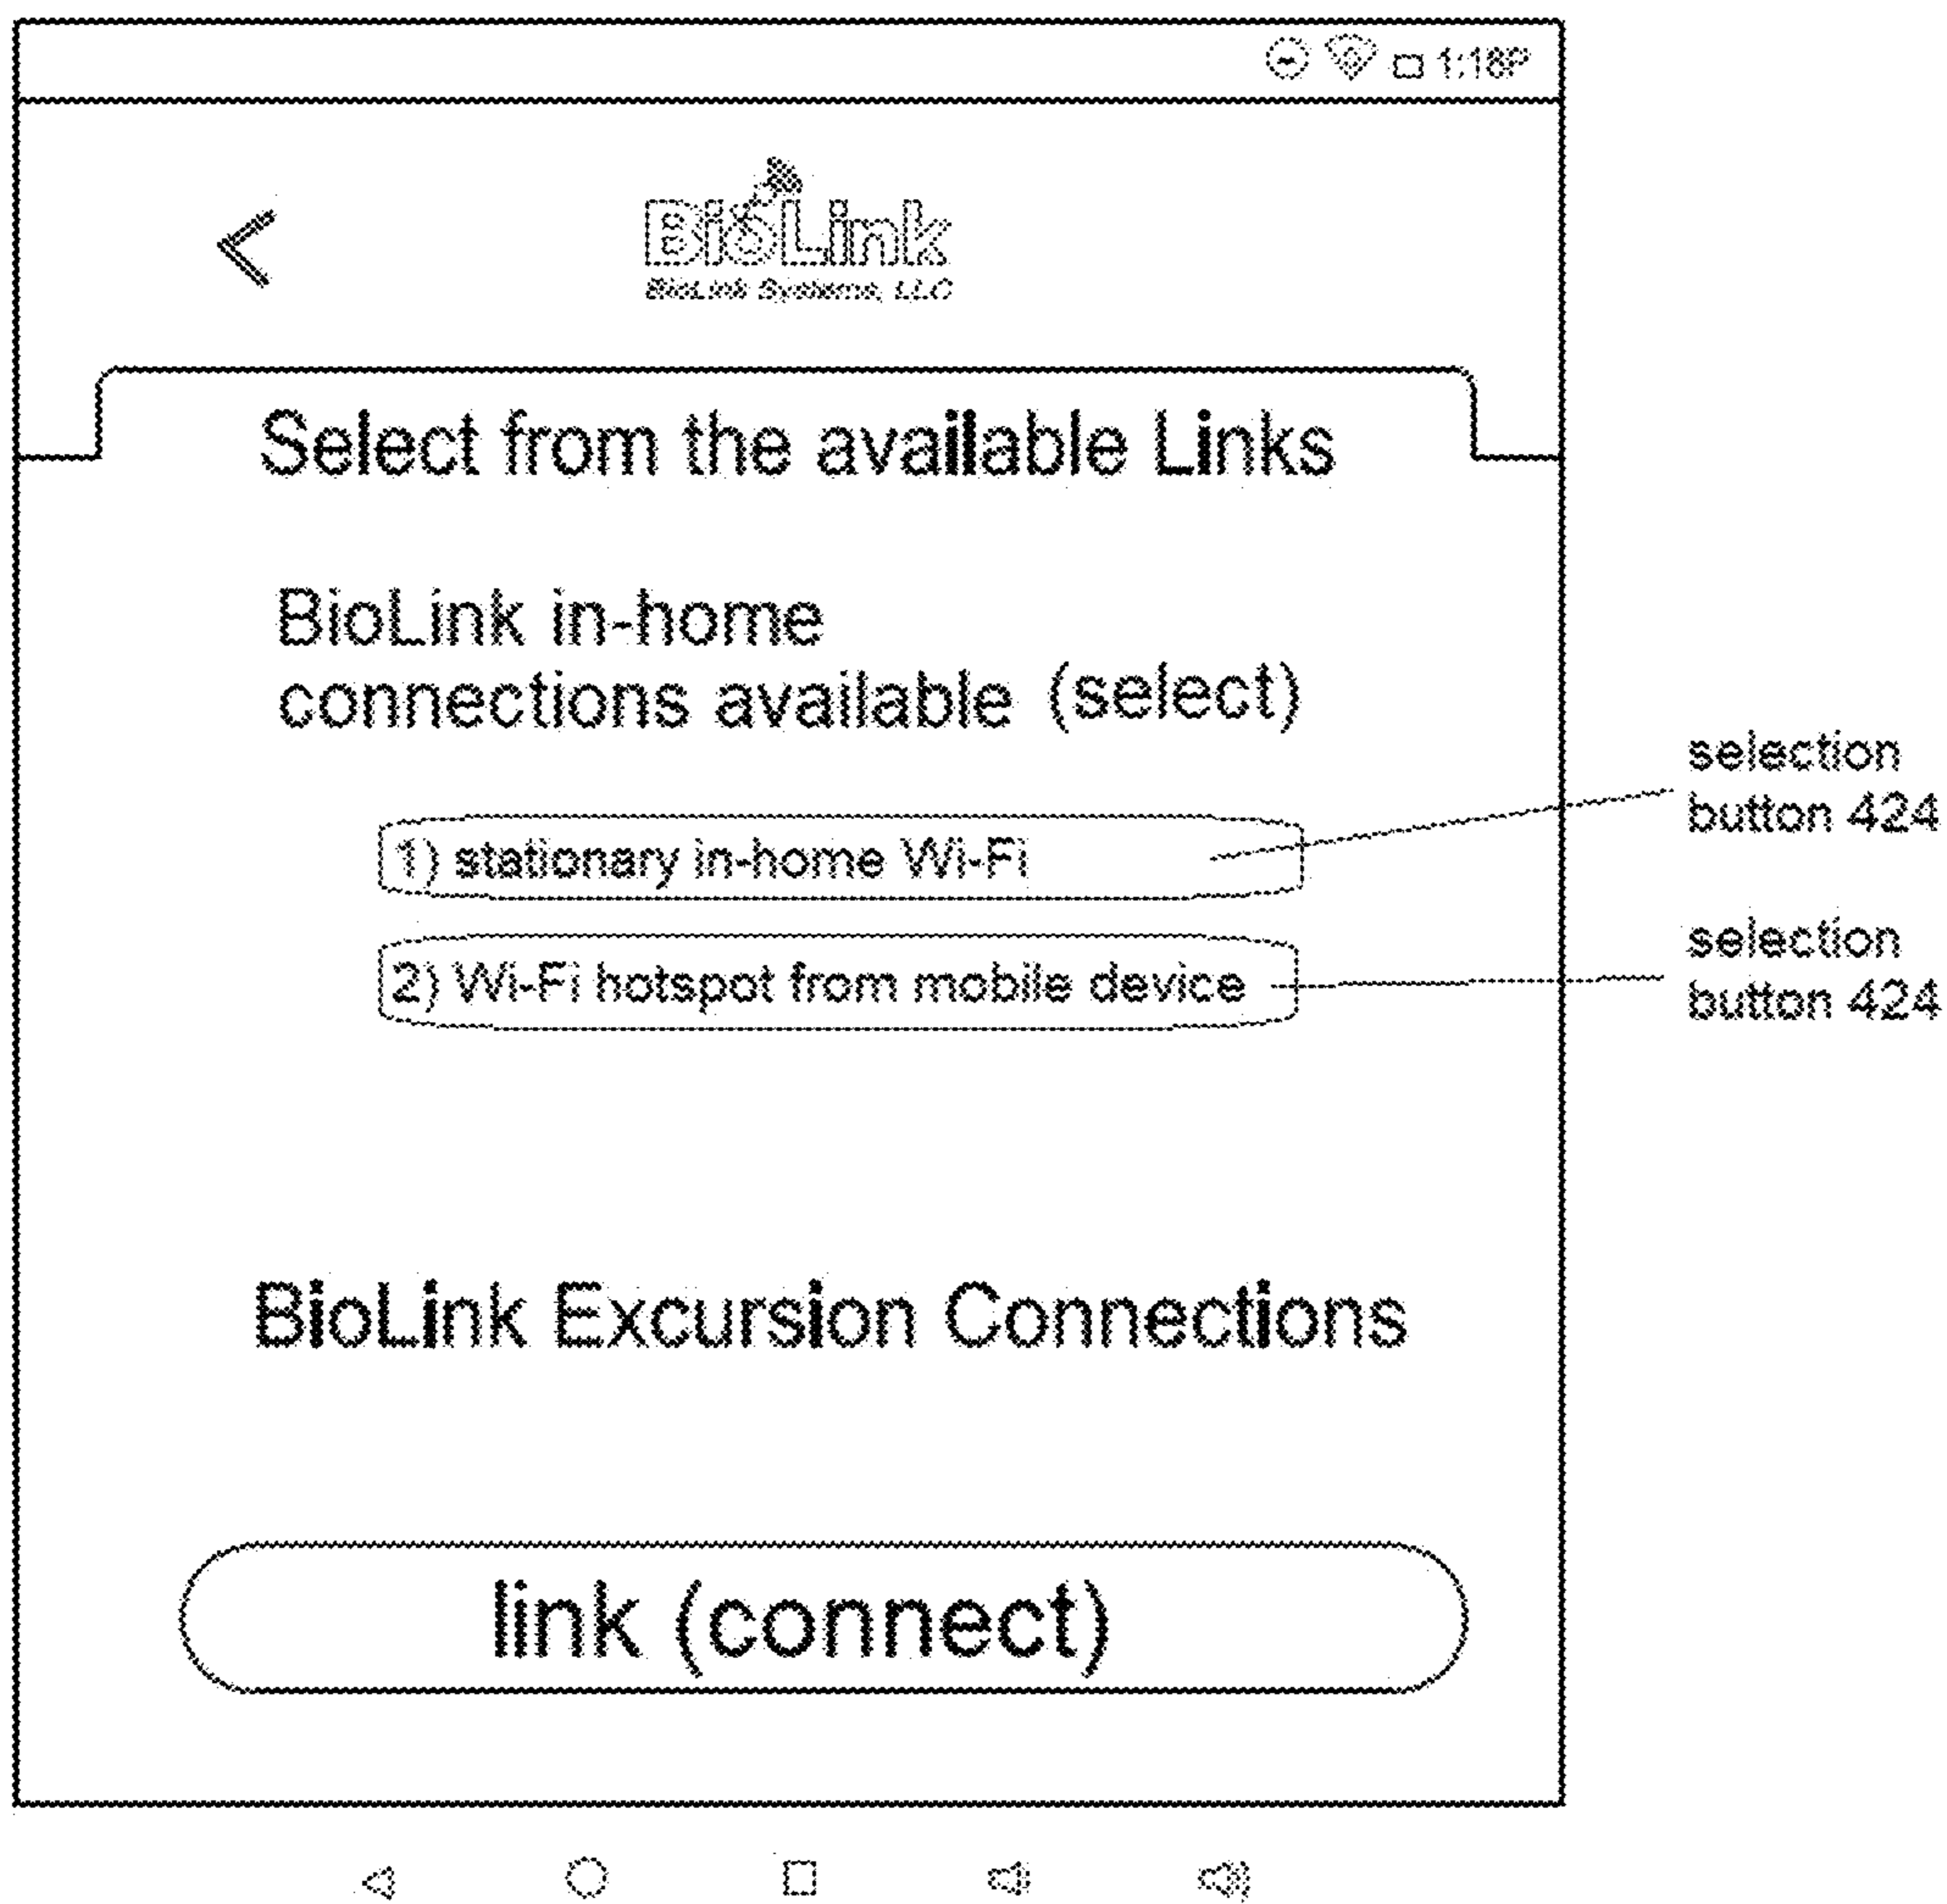 1:18P
BioLink
BioLink Systems, LLC
Select from the available Links
BioLink in-home
connections available (select)
selection
button 424
1) stationary in-home Wi-Fi
selection
button 424
2) Wi-Fi hotspot from mobile device
BioLink Excursion Connections
link (connect)